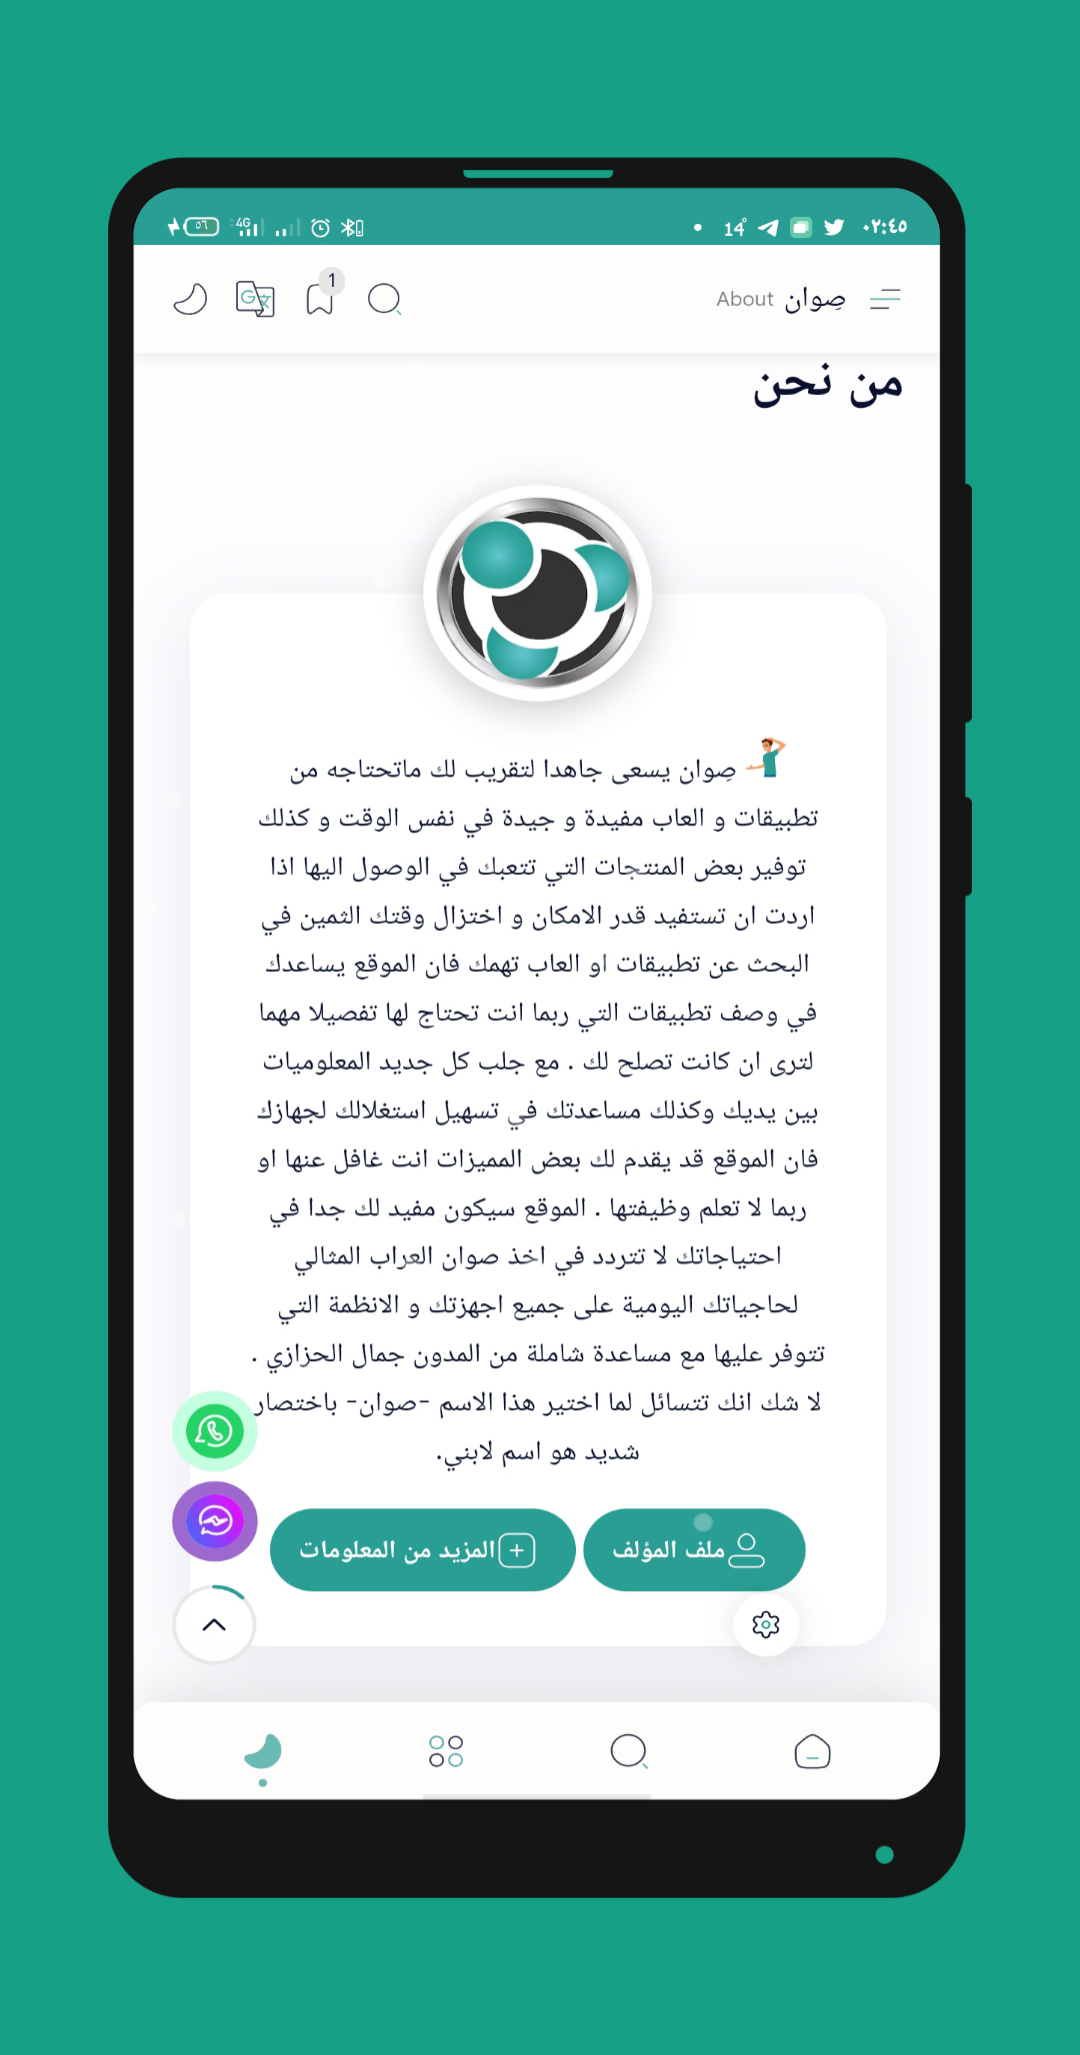 ٠٢:٤٥
14°
4G
٥٦
صِوان About
1
من نحن
صِوان يسعى جاهدا لتقريب لك ماتحتاجه من
تطبيقات و العاب مفيدة و جيدة في نفس الوقت و كذلك
توفير بعض المنتجات التي تتعبك في الوصول اليها اذا
اردت ان تستفيد قدر الامكان و اختزال وقتك الثمين في
البحث عن تطبيقات او العاب تهمك فان الموقع يساعدك
في وصف تطبيقات التي ربما انت تحتاج لها تفصيلا مهما
لترى ان كانت تصلح لك . مع جلب كل جديد المعلوميات
بين يديك وكذلك مساعدتك في تسهيل استغلالك لجهازك
فان الموقع قد يقدم لك بعض المميزات انت غافل عنها او
ربما لا تعلم وظيفتها . الموقع سيكون مفيد لك جدا في
احتياجاتك لا تتردد في اخذ صوان العراب المثالي
لحاجياتك اليومية على جميع اجهزتك و الانظمة التي
تتوفر عليها مع مساعدة شاملة من المدون جمال الحزازي .
لا شك انك تتسائل لما اختير هذا الاسم -صوان- باختصار
شديد هو اسم لابني.
ملف المؤلف
المزيد من المعلومات